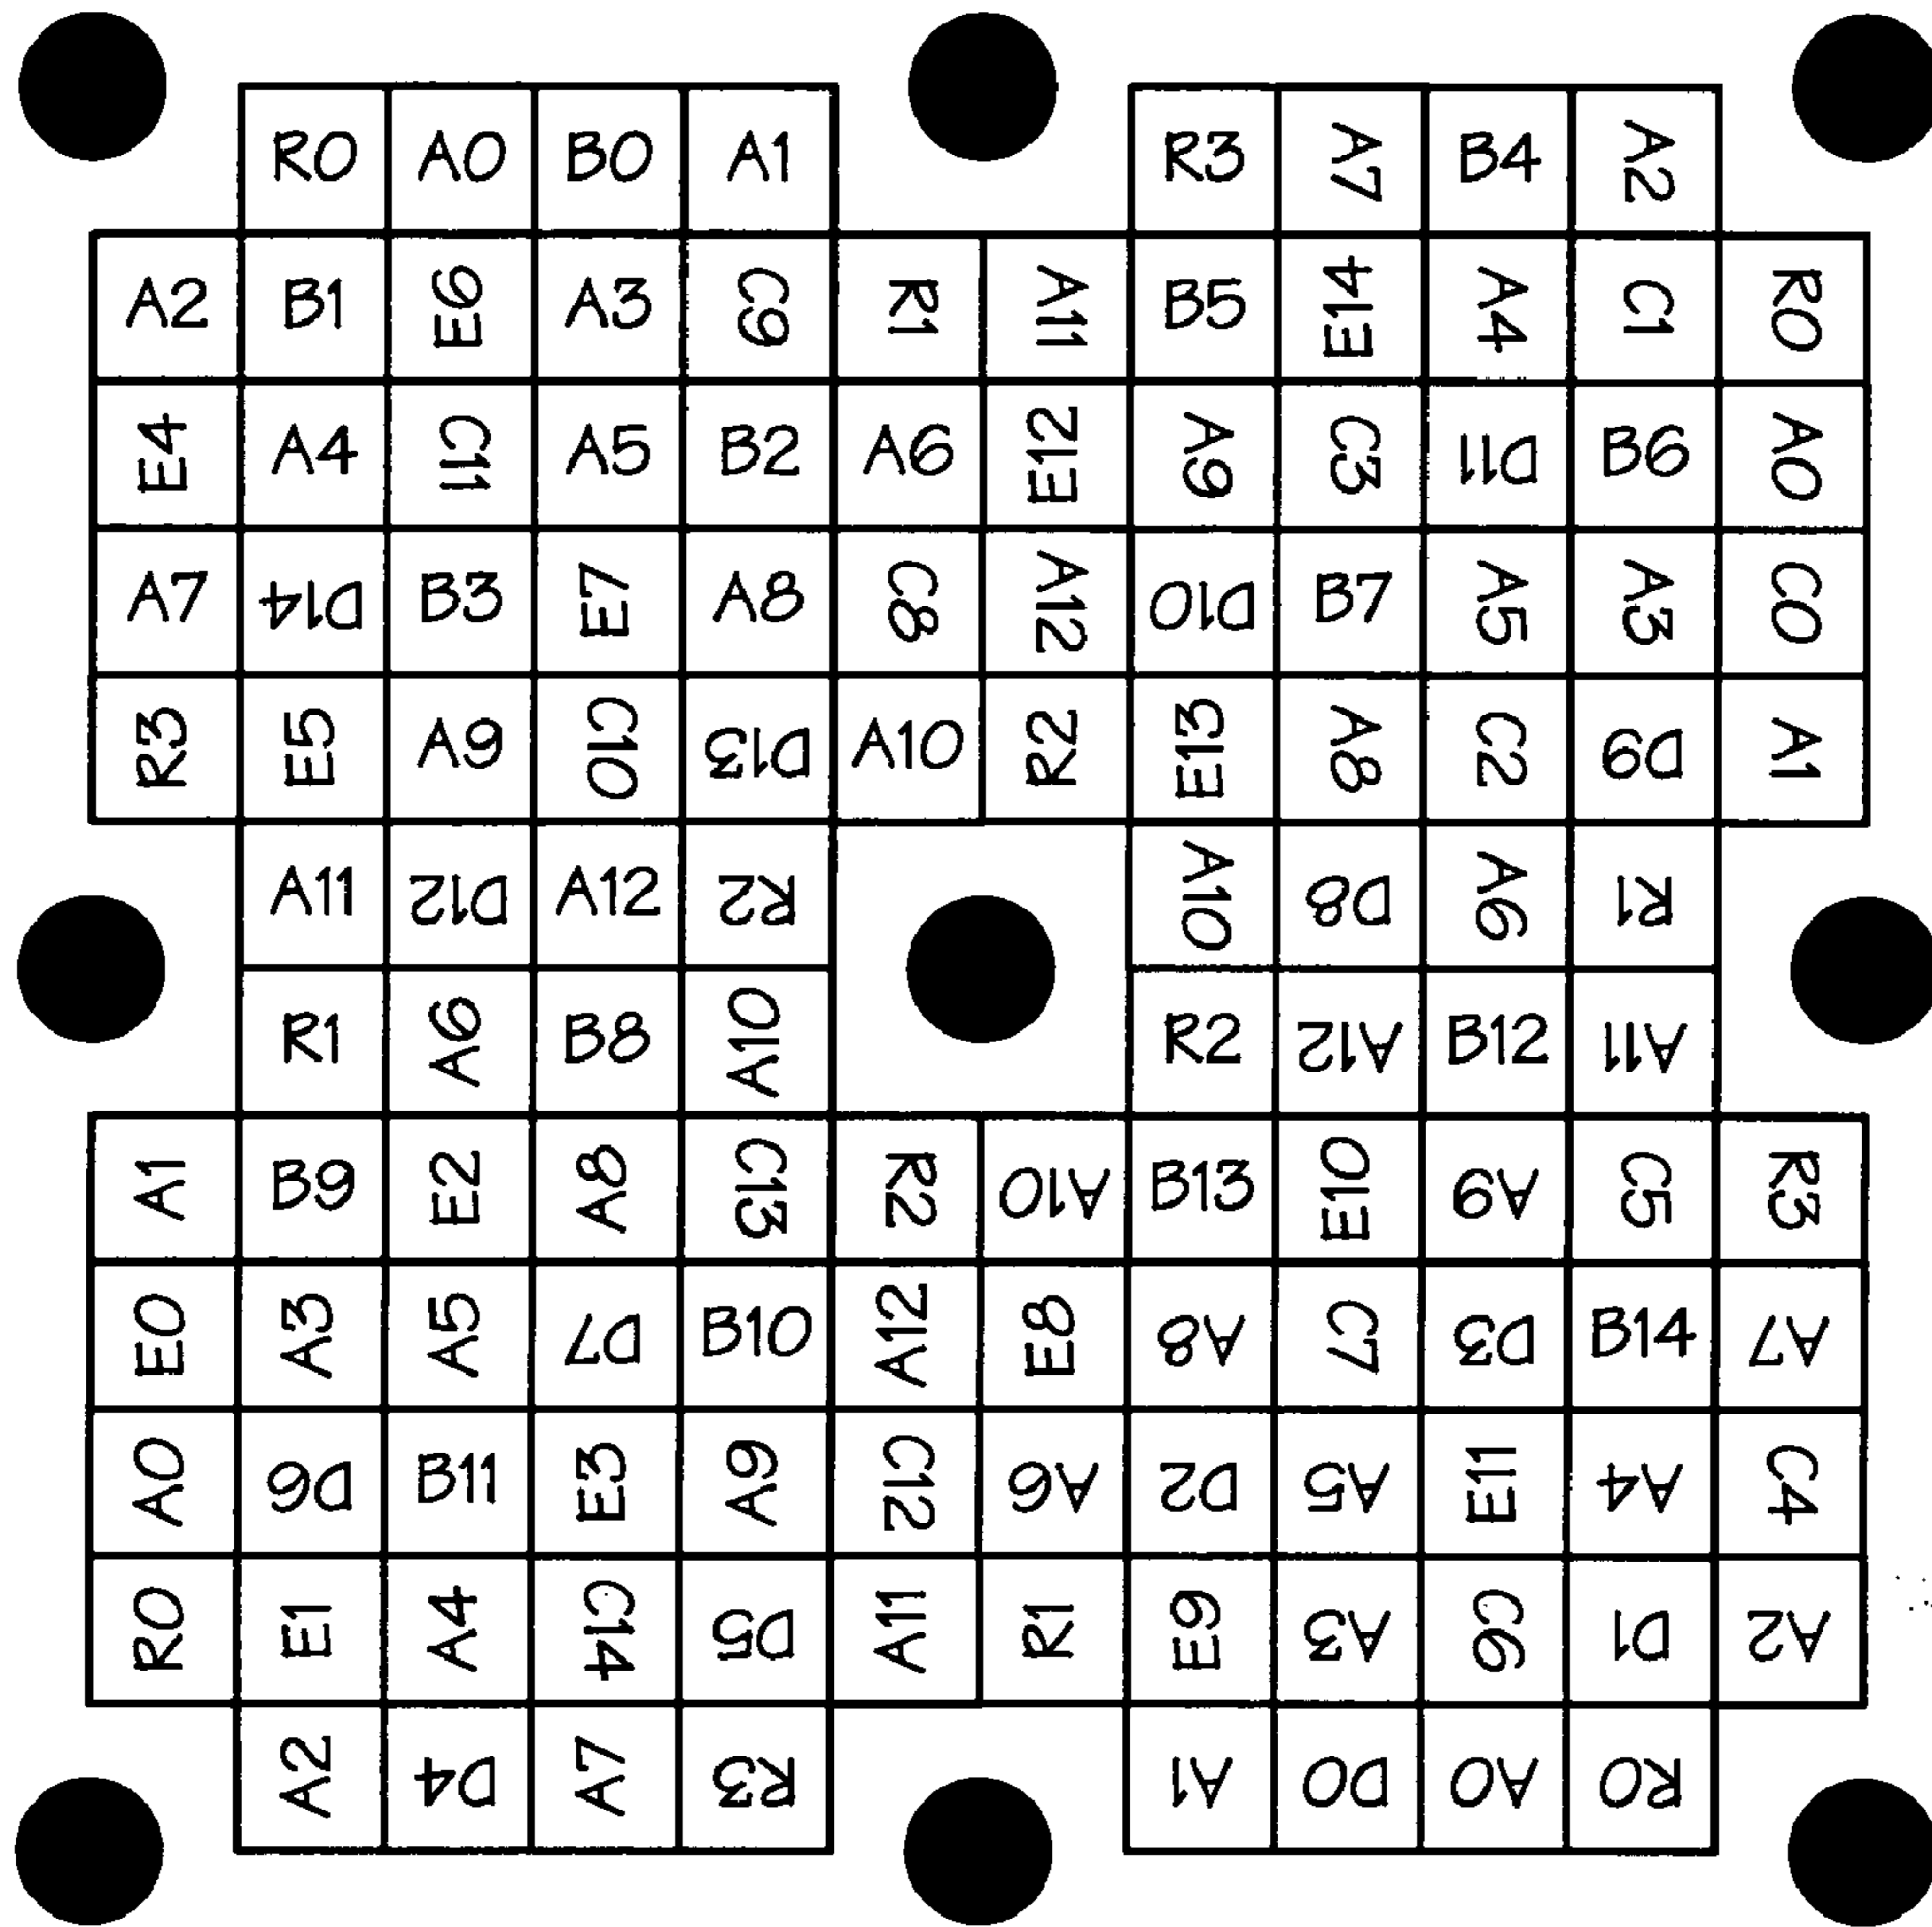 R0 A0 B0 A1 R3 A7 B4 A2
A2 B1 E6 A3 C9 R1 A11 B5 E14 A4 C1 R0
E4 A4 C11 A5 B2 A6 E12 A9 C3 D11 B6 A0
A7 D14 B3 E7 A8 C8 A12 D10 B7 A5 A3 C0
R3 E5 A9 C10 D13 A10 R2 E13 A8 C2 D9 A1
A11 D12 A12 R2 A10 D8 A6 R1
R1 A6 B8 A10 R2 A12 B12 A11
A1 B9 E2 A8 C13 R2 A10 B13 E10 A9 C5 R3
E0 A3 A5 D7 B10 A12 E8 A8 C7 D3 B14 A7
A0 D6 B11 E3 A9 C12 A6 D2 A5 E11 A4 C4
R0 E1 A4 C14 D5 A11 R1 E9 A3 C6 D1 A2
A2 D4 A7 R3 A1 D0 A0 R0